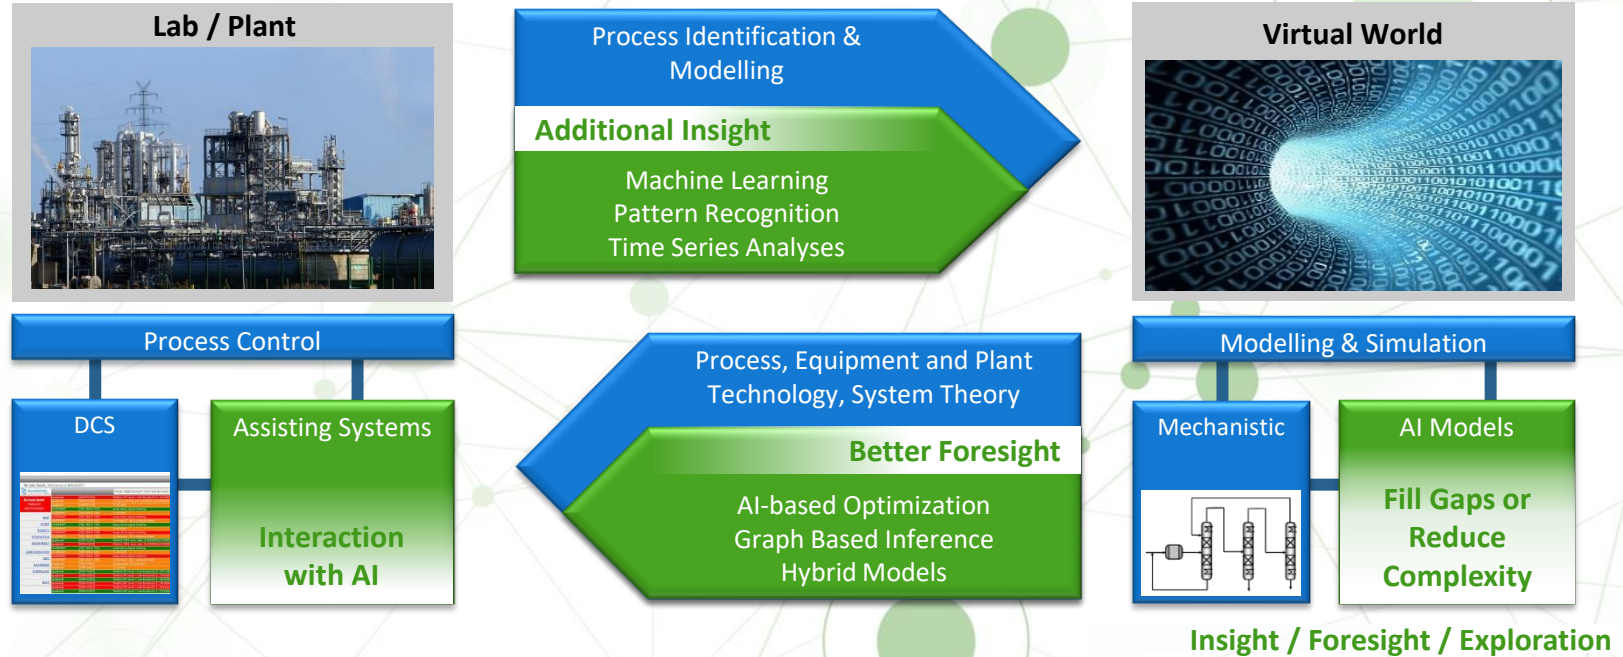 Lab / Plant
Process Identification &
Modelling
Additional Insight
Machine Learning
Pattern Recognition
Time Series Analyses
Virtual World
Process Control
DCS
Assisting Systems
Interaction
with AI
Process, Equipment and Plant
Technology, System Theory
Better Foresight
AI-based Optimization
Graph Based Inference
Hybrid Models
Modelling & Simulation
Mechanistic
AI Models
Fill Gaps or
Reduce
Complexity
Insight / Foresight / Exploration